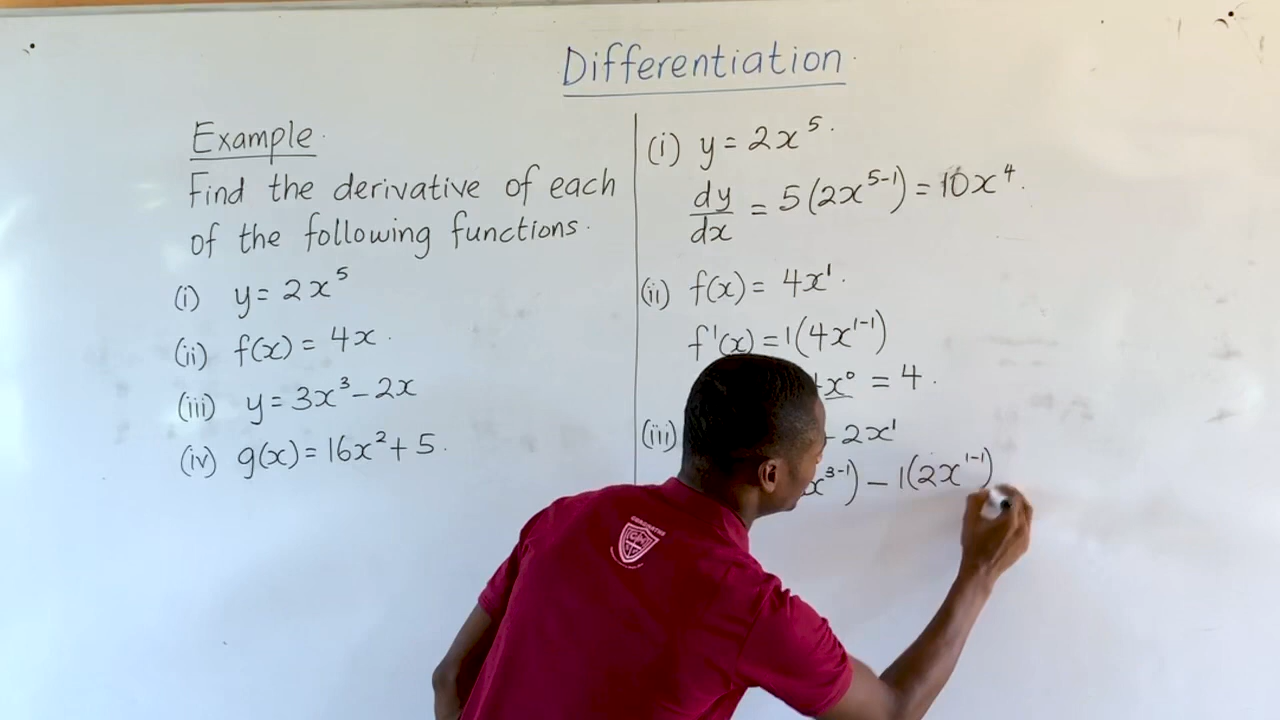 Differentiation
Example.
Find the derivative of each
of the following functions.
(i) y = 2x⁵
(ii) f(x) = 4x.
(iii) y = 3x³ - 2x
(iv) g(x) = 16x² + 5.
(i) y = 2x⁵.
dy/dx = 5(2x⁵⁻¹) = 10x⁴.
(ii) f(x) = 4x¹.
f'(x) = 1(4x¹⁻¹)
x⁰ = 4.
(iii) - 2x¹
x³⁻¹) - 1(2x¹⁻¹)